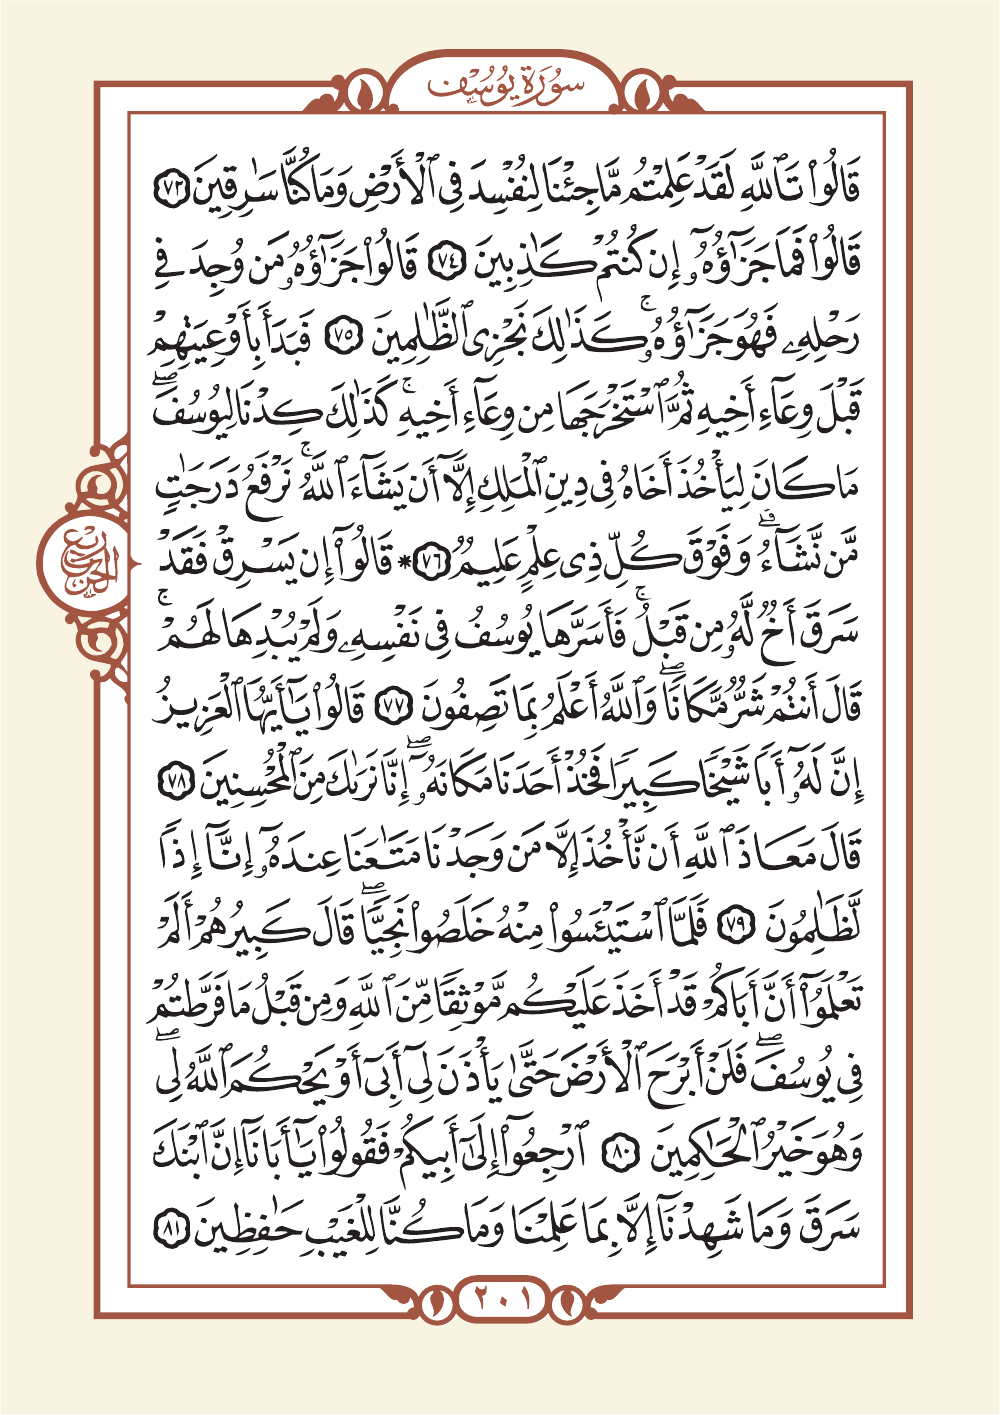 سُورَةُ يُوسُف
قَالُوا۟ تَٱللَّهِ لَقَدْ عَلِمْتُم مَّا جِئْنَا لِنُفْسِدَ فِى ٱلْأَرْضِ وَمَا كُنَّا سَٰرِقِينَ ٧٣
قَالُوا۟ فَمَا جَزَٰٓؤُهُۥٓ إِن كُنتُمْ كَٰذِبِينَ ٧٤ قَالُوا۟ جَزَٰٓؤُهُۥ مَن وُجِدَ فِى
رَحْلِهِۦ فَهُوَ جَزَٰٓؤُهُۥ ۚ كَذَٰلِكَ نَجْزِى ٱلظَّٰلِمِينَ ٧٥ فَبَدَأَ بِأَوْعِيَتِهِمْ
قَبْلَ وِعَآءِ أَخِيهِ ثُمَّ ٱسْتَخْرَجَهَا مِن وِعَآءِ أَخِيهِ ۚ كَذَٰلِكَ كِدْنَا لِيُوسُفَ ۖ
مَا كَانَ لِيَأْخُذَ أَخَاهُ فِى دِينِ ٱلْمَلِكِ إِلَّآ أَن يَشَآءَ ٱللَّهُ ۚ نَرْفَعُ دَرَجَٰتٍ
مَّن نَّشَآءُ ۗ وَفَوْقَ كُلِّ ذِى عِلْمٍ عَلِيمٌ ٧٦ * قَالُوٓا۟ إِن يَسْرِقْ فَقَدْ
سَرَقَ أَخٌ لَّهُۥ مِن قَبْلُ ۚ فَأَسَرَّهَا يُوسُفُ فِى نَفْسِهِۦ وَلَمْ يُبْدِهَا لَهُمْ ۚ
قَالَ أَنتُمْ شَرٌّ مَّكَانًا ۖ وَٱللَّهُ أَعْلَمُ بِمَا تَصِفُونَ ٧٧ قَالُوا۟ يَٰٓأَيُّهَا ٱلْعَزِيزُ
إِنَّ لَهُۥٓ أَبًا شَيْخًا كَبِيرًا فَخُذْ أَحَدَنَا مَكَانَهُۥٓ ۖ إِنَّا نَرَىٰكَ مِنَ ٱلْمُحْسِنِينَ ٧٨
قَالَ مَعَاذَ ٱللَّهِ أَن نَّأْخُذَ إِلَّا مَن وَجَدْنَا مَتَٰعَنَا عِندَهُۥٓ إِنَّآ إِذًا
لَّظَٰلِمُونَ ٧٩ فَلَمَّا ٱسْتَيْـَٔسُوا۟ مِنْهُ خَلَصُوا۟ نَجِيًّا ۖ قَالَ كَبِيرُهُمْ أَلَمْ
تَعْلَمُوٓا۟ أَنَّ أَبَاكُمْ قَدْ أَخَذَ عَلَيْكُم مَّوْثِقًا مِّنَ ٱللَّهِ وَمِن قَبْلُ مَا فَرَّطتُمْ
فِى يُوسُفَ ۖ فَلَنْ أَبْرَحَ ٱلْأَرْضَ حَتَّىٰ يَأْذَنَ لِىٓ أَبِىٓ أَوْ يَحْكُمَ ٱللَّهُ لِى ۖ
وَهُوَ خَيْرُ ٱلْحَٰكِمِينَ ٨٠ ٱرْجِعُوٓا۟ إِلَىٰٓ أَبِيكُمْ فَقُولُوا۟ يَٰٓأَبَانَآ إِنَّ ٱبْنَكَ
سَرَقَ وَمَا شَهِدْنَآ إِلَّا بِمَا عَلِمْنَا وَمَا كُنَّا لِلْغَيْبِ حَٰفِظِينَ ٨١
رُبْع الحِزْب
٢٠١